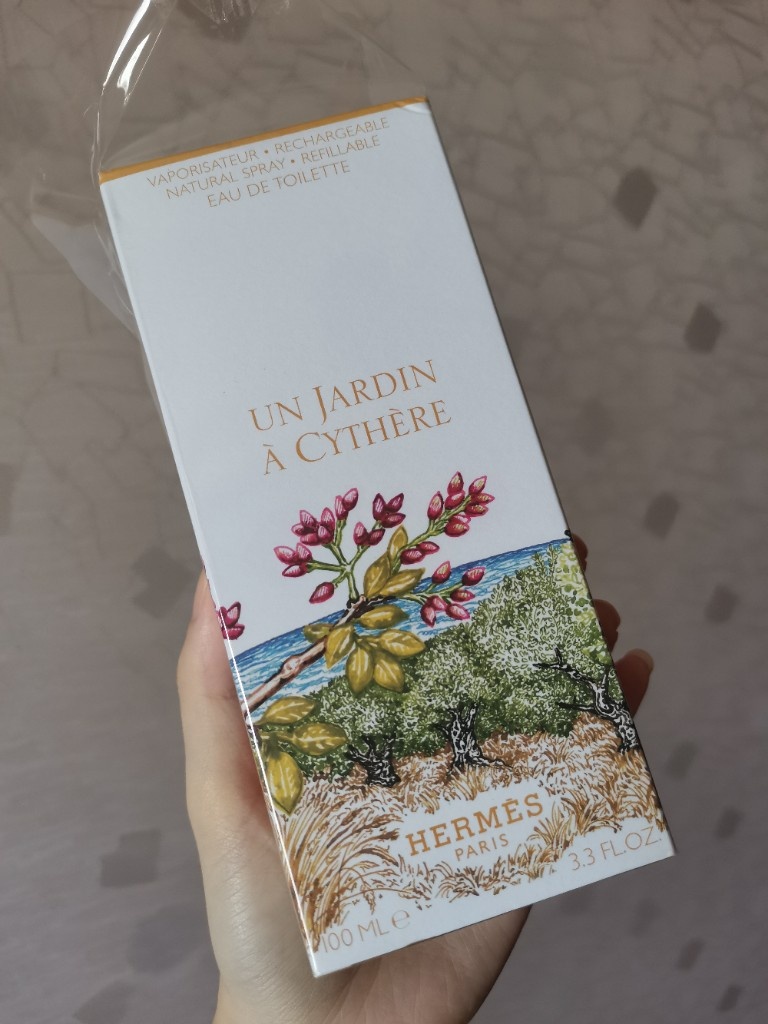 VAPORISATEUR • RECHARGEABLE
NATURAL SPRAY • REFILLABLE
EAU DE TOILETTE
UN JARDIN
À CYTHÈRE
HERMÈS
PARIS
100 ML ℮
3.3 FL.OZ.